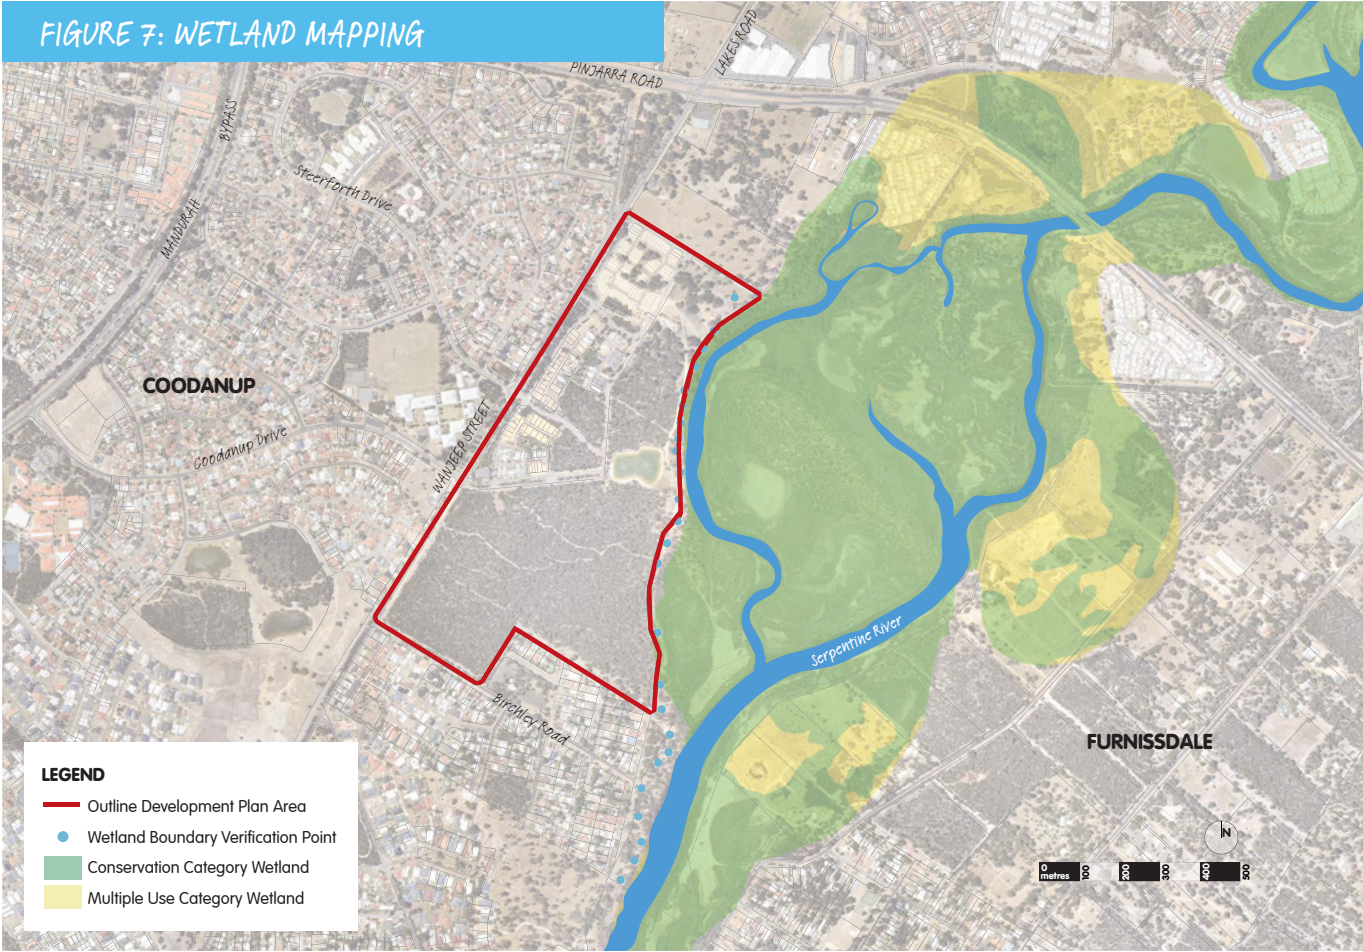 FIGURE 7: WETLAND MAPPING
LAKES ROAD
PINJARRA ROAD
BYPASS
Steerforth Drive
MANDURAH
COODANUP
WANJEEP STREET
Coodanup Drive
Serpentine River
Birchley Road
FURNISSDALE
LEGEND
Outline Development Plan Area
Wetland Boundary Verification Point
Conservation Category Wetland
Multiple Use Category Wetland
N
0 100 200 300 400 500
metres